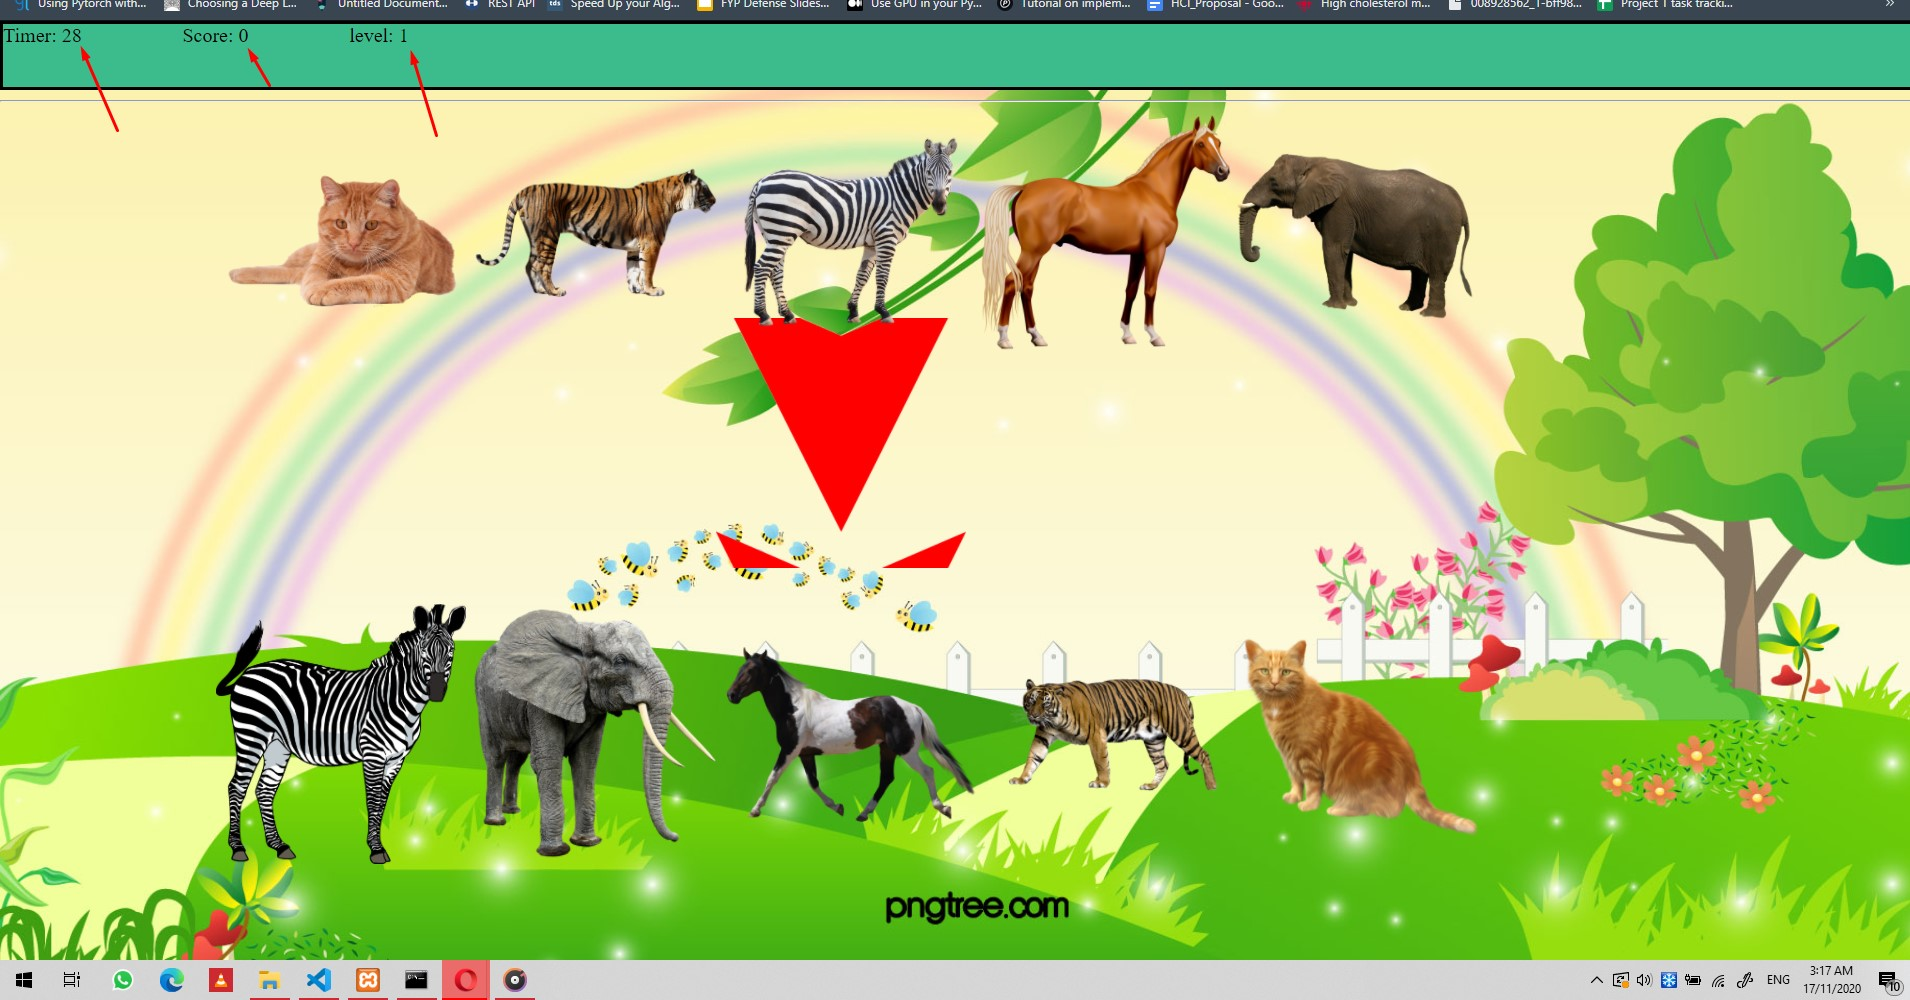 Using Pytorch with... Choosing a Deep L... Untitled Document... REST API Speed Up your Alg... FYP Defense Slides... Use GPU in your Py... Tutorial on implem... HCI_Proposal - Goo... High cholesterol m... 008928562_1-bff98... Project 1 task tracki...
Timer: 28 Score: 0 level: 1
pngtree.com
ENG 3:17 AM
17/11/2020 10